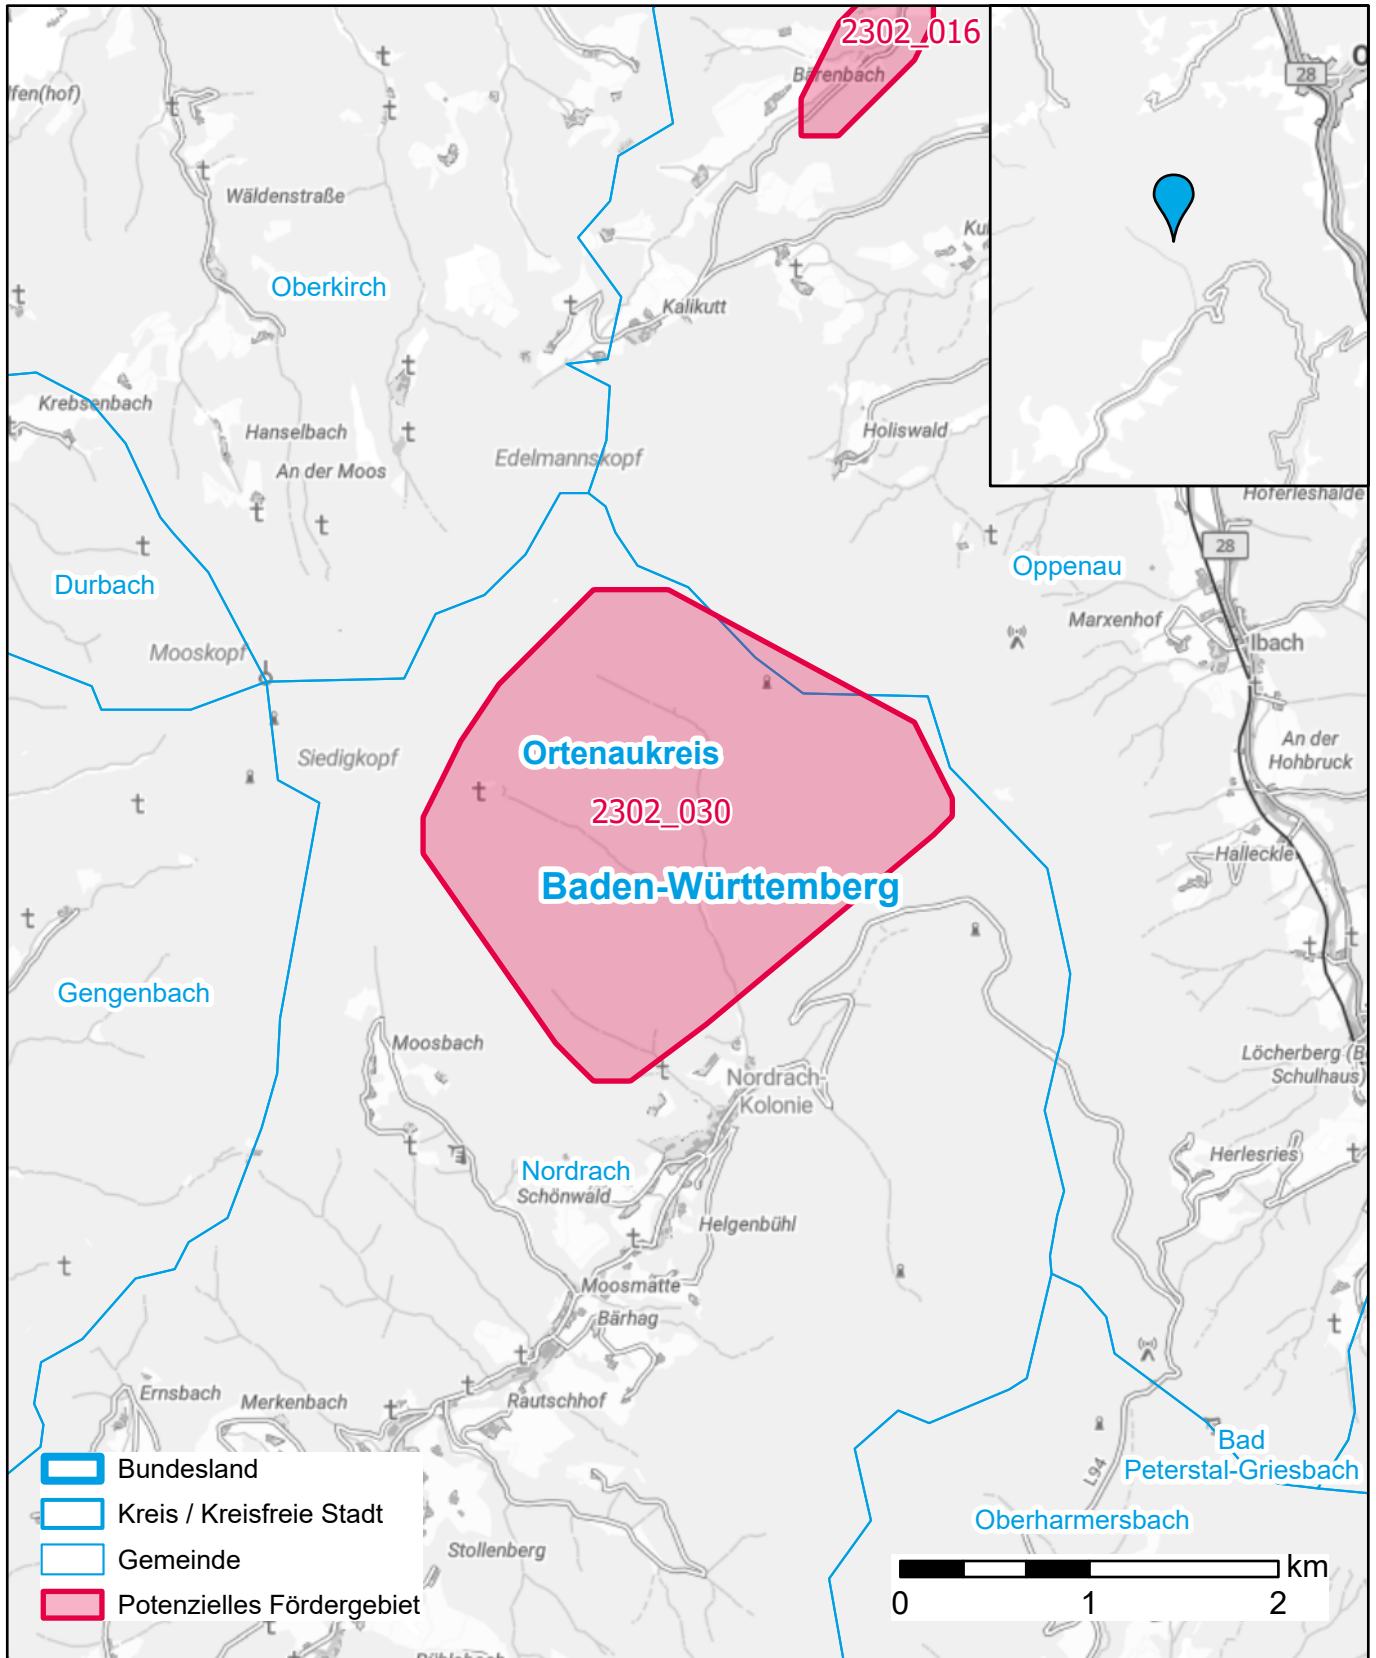 2302_016
Bärenbach
28
ffen(hof)
Wäldenstraße
Oberkirch
Kalikutt
Krebsenbach
Hanselbach
An der Moos
Edelmannskopf
Holiswald
Hoferleshalde
28
Oppenau
Durbach
Marxenhof
Ibach
Mooskopf
Siedigkopf
Ortenaukreis
An der
Hohbruck
2302_030
Halleckle
Baden-Württemberg
Gengenbach
Moosbach
Löcherberg (B
Schulhaus)
Nordrach-
Kolonie
Nordrach
Schönwald
Herlesries
Helgenbühl
Moosmatte
Bärhag
Ernsbach
Merkenbach
Rautschhof
L94
Bad
Peterstal-Griesbach
Oberharmersbach
Stollenberg
Bundesland
Kreis / Kreisfreie Stadt
Gemeinde
Potenzielles Fördergebiet
km
0 1 2